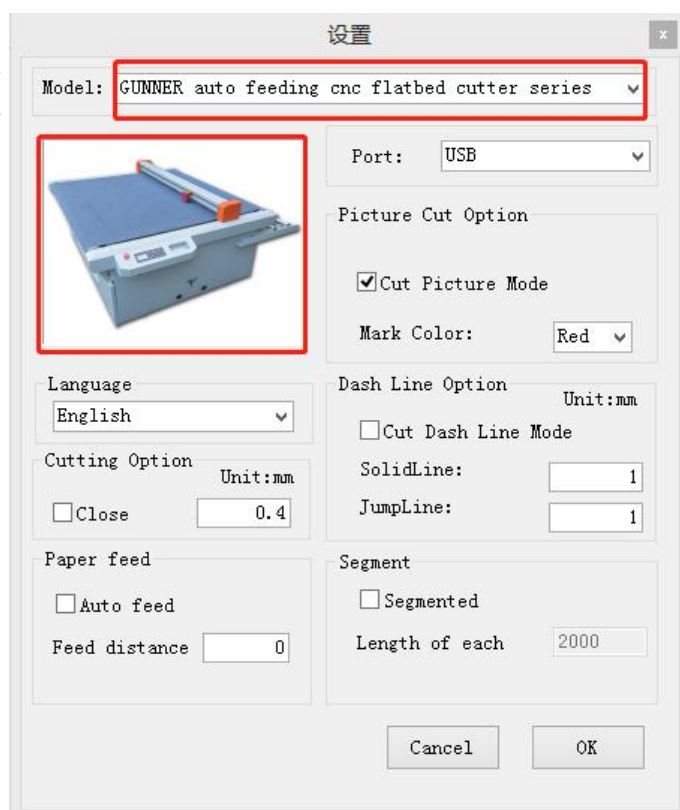 设置
x
Model: GUNNER auto feeding cnc flatbed cutter series
Port: USB
Picture Cut Option
Cut Picture Mode
Mark Color: Red
Language
English
Dash Line Option
Unit:mm
Cut Dash Line Mode
SolidLine: 1
JumpLine: 1
Cutting Option
Unit:mm
Close 0.4
Paper feed
Auto feed
Feed distance 0
Segment
Segmented
Length of each 2000
Cancel OK